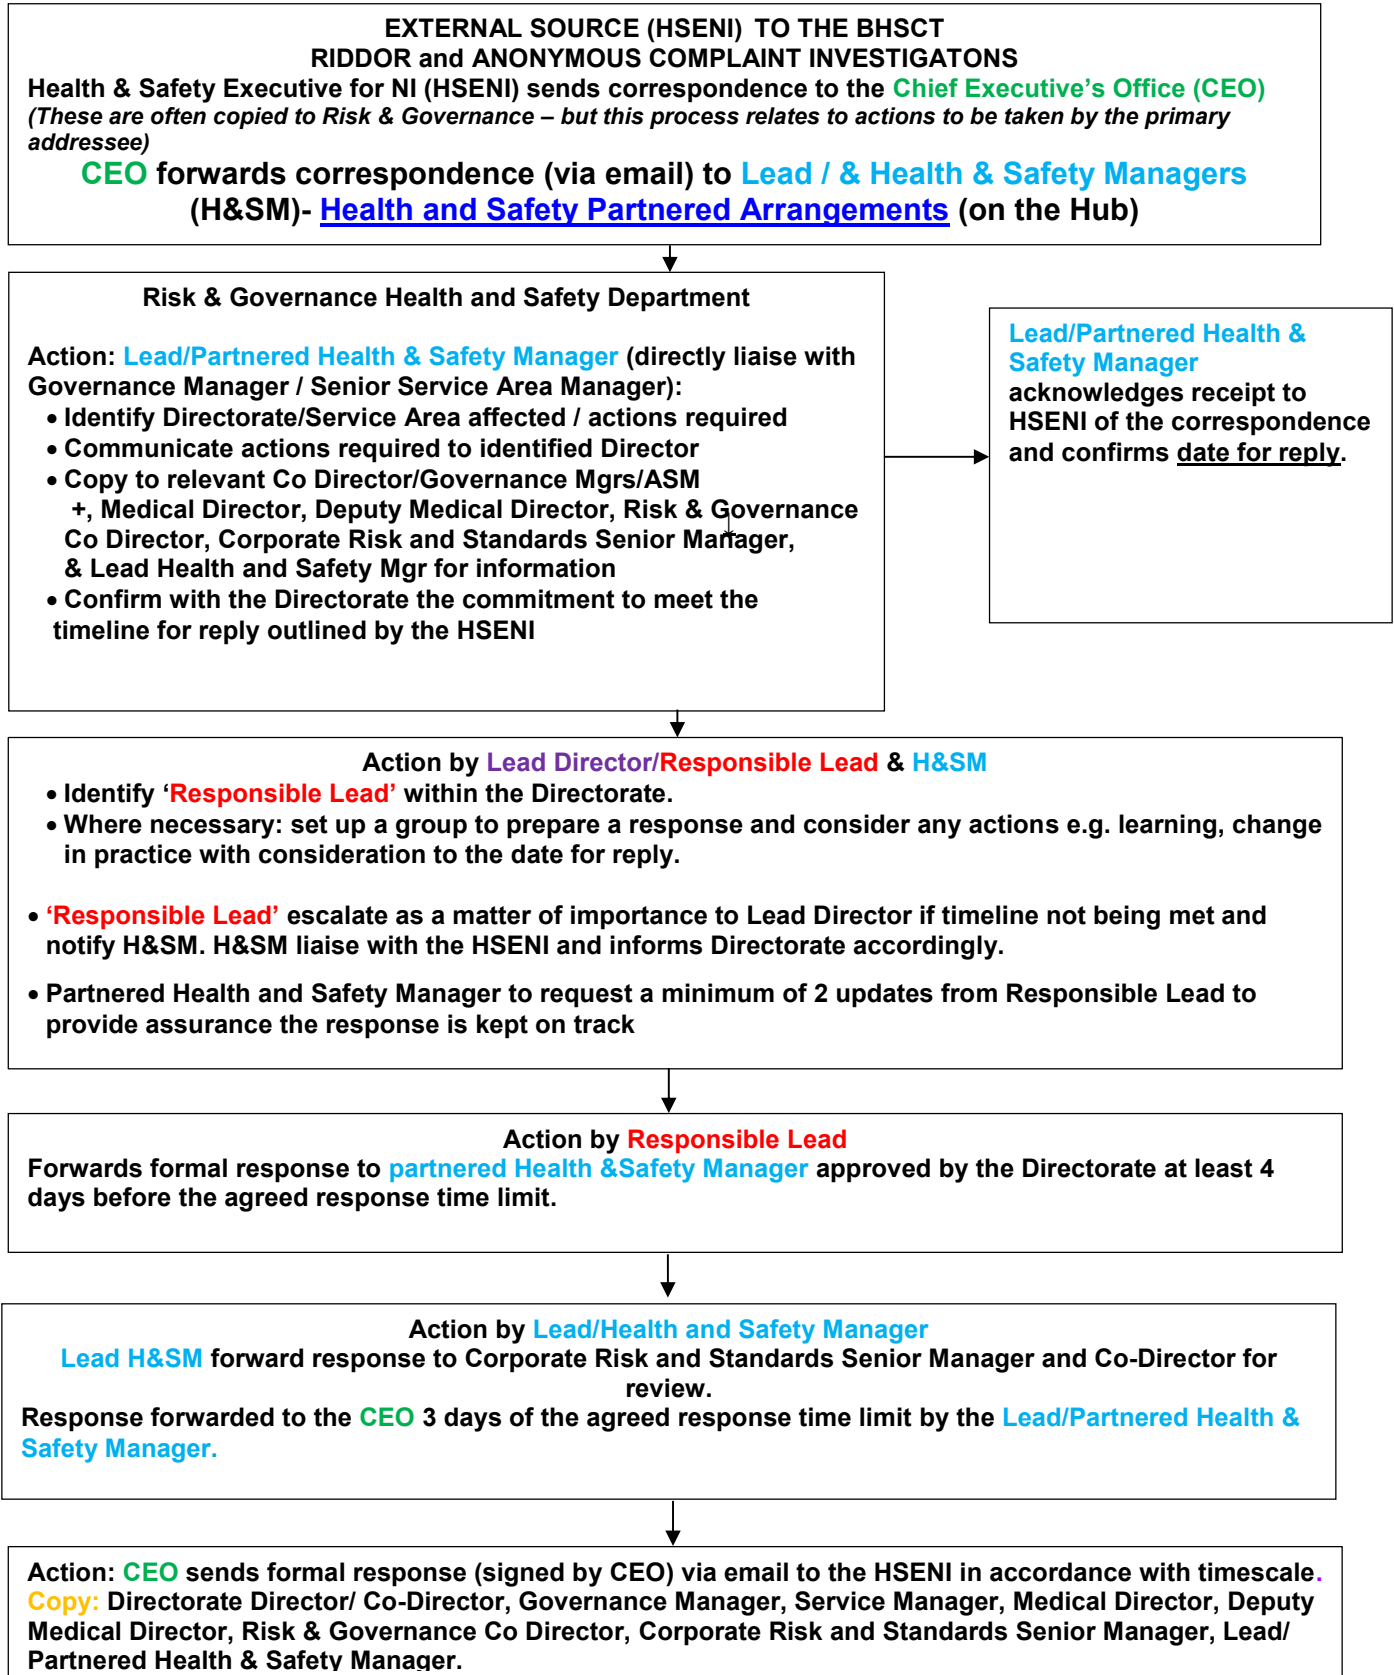 EXTERNAL SOURCE (HSENI) TO THE BHSCT
RIDDOR and ANONYMOUS COMPLAINT INVESTIGATONS
Health & Safety Executive for NI (HSENI) sends correspondence to the Chief Executive's Office (CEO)
(These are often copied to Risk & Governance – but this process relates to actions to be taken by the primary
addressee)
CEO forwards correspondence (via email) to Lead / & Health & Safety Managers
(H&SM)- Health and Safety Partnered Arrangements (on the Hub)
Risk & Governance Health and Safety Department
Action: Lead/Partnered Health & Safety Manager (directly liaise with
Governance Manager / Senior Service Area Manager):
• Identify Directorate/Service Area affected / actions required
• Communicate actions required to identified Director
• Copy to relevant Co Director/Governance Mgrs/ASM
+, Medical Director, Deputy Medical Director, Risk & Governance
Co Director, Corporate Risk and Standards Senior Manager,
& Lead Health and Safety Mgr for information
• Confirm with the Directorate the commitment to meet the
timeline for reply outlined by the HSENI
Lead/Partnered Health &
Safety Manager
acknowledges receipt to
HSENI of the correspondence
and confirms date for reply.
Action by Lead Director/Responsible Lead & H&SM
• Identify 'Responsible Lead' within the Directorate.
• Where necessary: set up a group to prepare a response and consider any actions e.g. learning, change
in practice with consideration to the date for reply.
• 'Responsible Lead' escalate as a matter of importance to Lead Director if timeline not being met and
notify H&SM. H&SM liaise with the HSENI and informs Directorate accordingly.
• Partnered Health and Safety Manager to request a minimum of 2 updates from Responsible Lead to
provide assurance the response is kept on track
Action by Responsible Lead
Forwards formal response to partnered Health &Safety Manager approved by the Directorate at least 4
days before the agreed response time limit.
Action by Lead/Health and Safety Manager
Lead H&SM forward response to Corporate Risk and Standards Senior Manager and Co-Director for
review.
Response forwarded to the CEO 3 days of the agreed response time limit by the Lead/Partnered Health &
Safety Manager.
Action: CEO sends formal response (signed by CEO) via email to the HSENI in accordance with timescale.
Copy: Directorate Director/ Co-Director, Governance Manager, Service Manager, Medical Director, Deputy
Medical Director, Risk & Governance Co Director, Corporate Risk and Standards Senior Manager, Lead/
Partnered Health & Safety Manager.